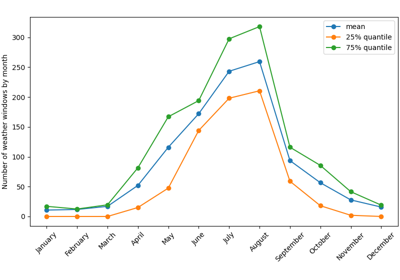 mean
25% quantile
75% quantile
Number of weather windows by month
300
250
200
150
100
50
0
January
February
March
April
May
June
July
August
September
October
November
December